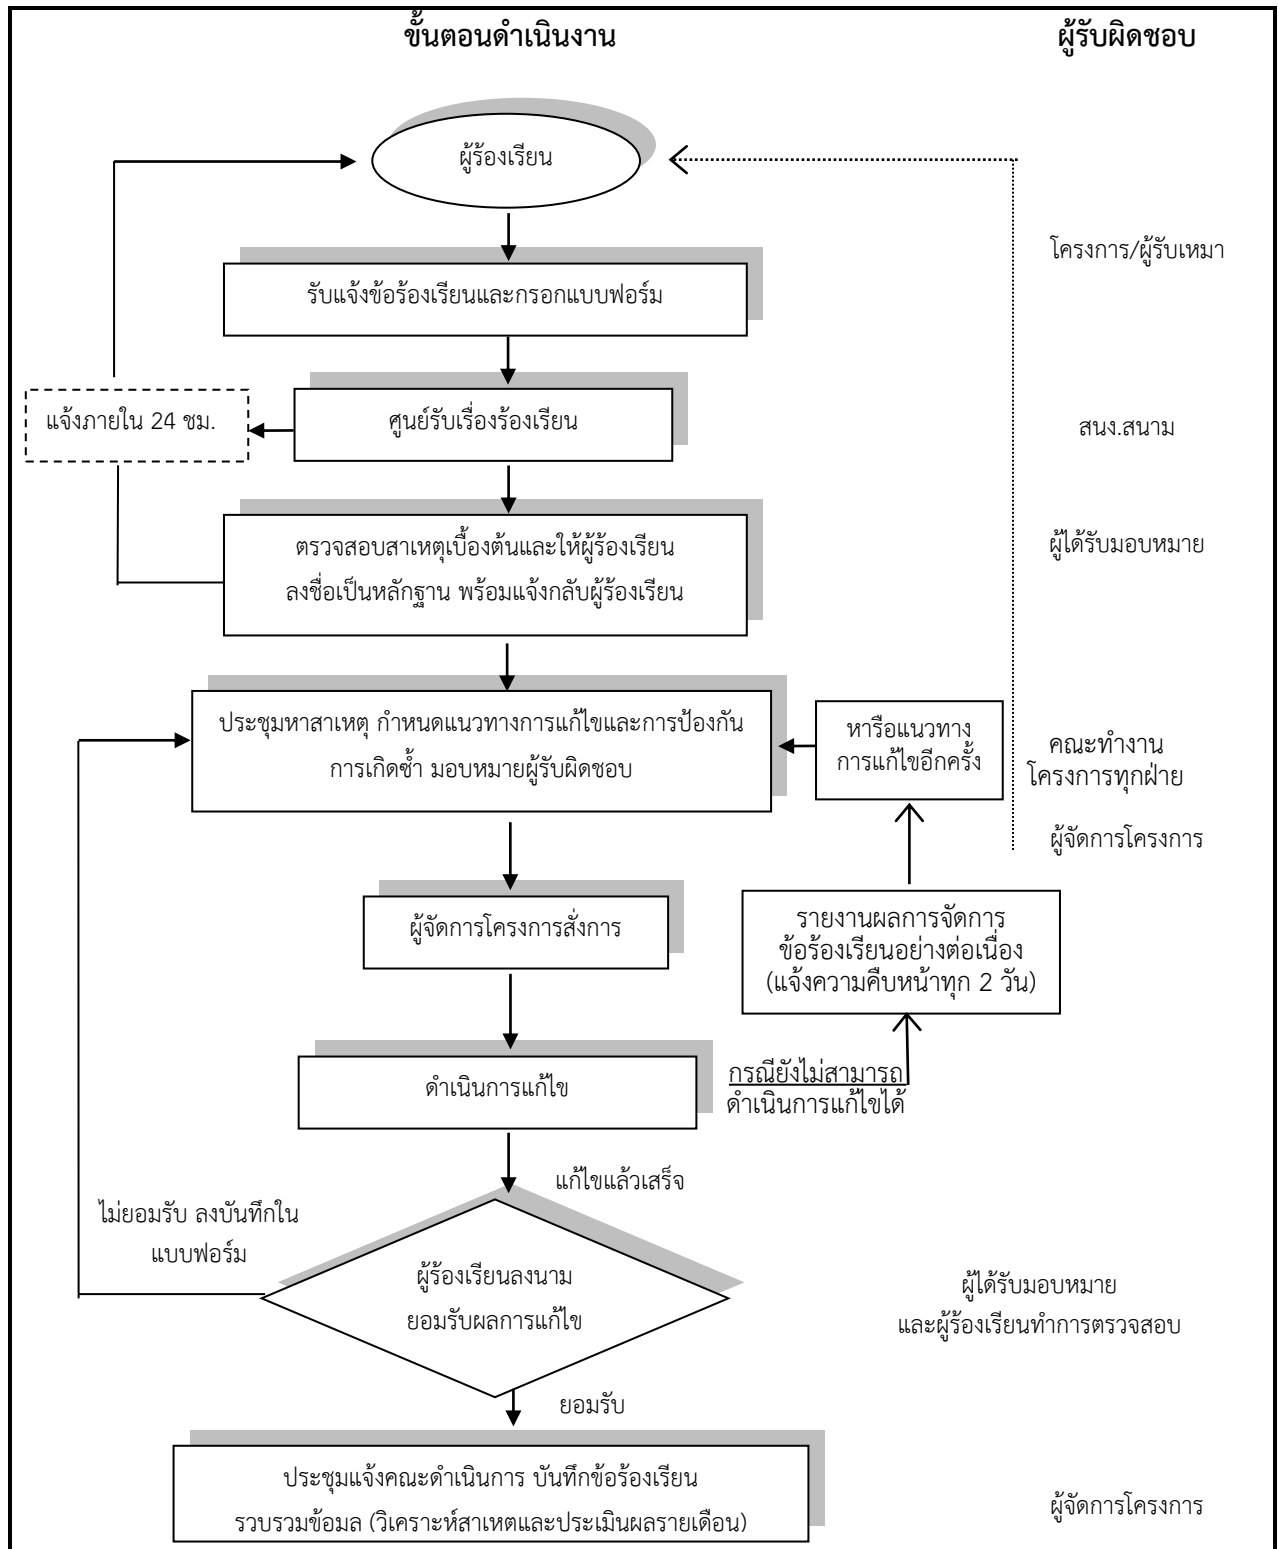 ขั้นตอนดำเนินงาน
ผู้รับผิดชอบ
ผู้ร้องเรียน
โครงการ/ผู้รับเหมา
รับแจ้งข้อร้องเรียนและกรอกแบบฟอร์ม
แจ้งภายใน 24 ชม.
ศูนย์รับเรื่องร้องเรียน
สนง.สนาม
ตรวจสอบสาเหตุเบื้องต้นและให้ผู้ร้องเรียน
ลงชื่อเป็นหลักฐาน พร้อมแจ้งกลับผู้ร้องเรียน
ผู้ได้รับมอบหมาย
ประชุมหาสาเหตุ กำหนดแนวทางการแก้ไขและการป้องกัน
การเกิดซ้ำ มอบหมายผู้รับผิดชอบ
หารือแนวทาง
การแก้ไขอีกครั้ง
คณะทำงาน
โครงการทุกฝ่าย
ผู้จัดการโครงการ
ผู้จัดการโครงการสั่งการ
รายงานผลการจัดการ
ข้อร้องเรียนอย่างต่อเนื่อง
(แจ้งความคืบหน้าทุก 2 วัน)
ดำเนินการแก้ไข
กรณียังไม่สามารถ
ดำเนินการแก้ไขได้
แก้ไขแล้วเสร็จ
ไม่ยอมรับ ลงบันทึกใน
แบบฟอร์ม
ผู้ร้องเรียนลงนาม
ยอมรับผลการแก้ไข
ผู้ได้รับมอบหมาย
และผู้ร้องเรียนทำการตรวจสอบ
ยอมรับ
ประชุมแจ้งคณะดำเนินการ บันทึกข้อร้องเรียน
รวบรวมข้อมูล (วิเคราะห์สาเหตุและประเมินผลรายเดือน)
ผู้จัดการโครงการ